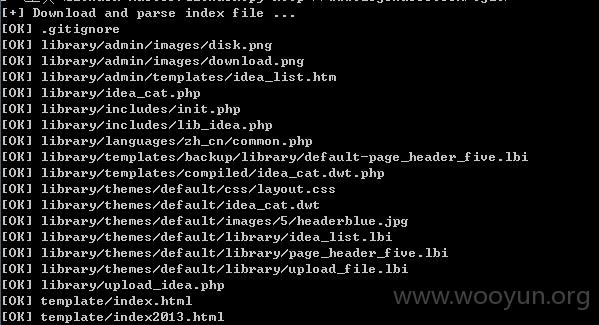 [+] Download and parse index file ...
[OK] .gitignore
[OK] library/admin/images/disk.png
[OK] library/admin/images/download.png
[OK] library/admin/templates/idea_list.htm
[OK] library/idea_cat.php
[OK] library/includes/init.php
[OK] library/includes/lib_idea.php
[OK] library/languages/zh_cn/common.php
[OK] library/templates/backup/library/default-page_header_five.lbi
[OK] library/templates/compiled/idea_cat.dwt.php
[OK] library/themes/default/css/layout.css
[OK] library/themes/default/idea_cat.dwt
[OK] library/themes/default/images/5/headerblue.jpg
[OK] library/themes/default/library/idea_list.lbi
[OK] library/themes/default/library/page_header_five.lbi
[OK] library/themes/default/library/upload_file.lbi
[OK] library/upload_idea.php
[OK] template/index.html
[OK] template/index2013.html
www.wooyun.org